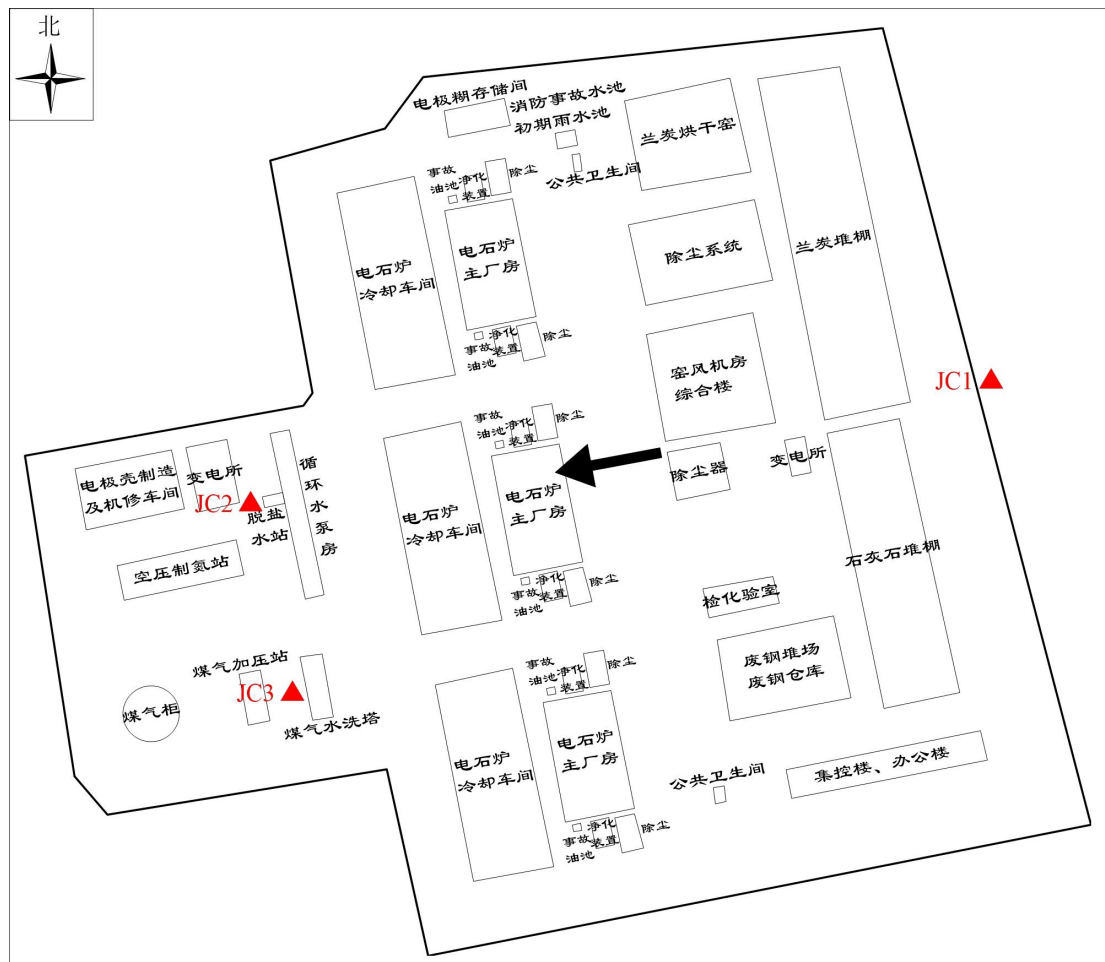 北
电极糊存储间
消防事故水池
初期雨水池
公共卫生间
兰炭烘干窑
兰炭堆棚
事故
油池
净化
装置
除尘
电石炉
冷却车间
电石炉
主厂房
除尘系统
事故
油池
净化
装置
除尘
窑风机房
综合楼
JC1
事故
油池
净化
装置
除尘
电极壳制造
及机修车间
变电所
JC2
脱盐
水站
循环水泵房
电石炉
冷却车间
电石炉
主厂房
除尘器
变电所
空压制氮站
石灰石堆棚
事故
油池
净化
装置
除尘
检化验室
煤气加压站
JC3
煤气柜
煤气水洗塔
事故
油池
净化
装置
除尘
废钢堆场
废钢仓库
电石炉
冷却车间
电石炉
主厂房
公共卫生间
集控楼、办公楼
事故
油池
净化
装置
除尘